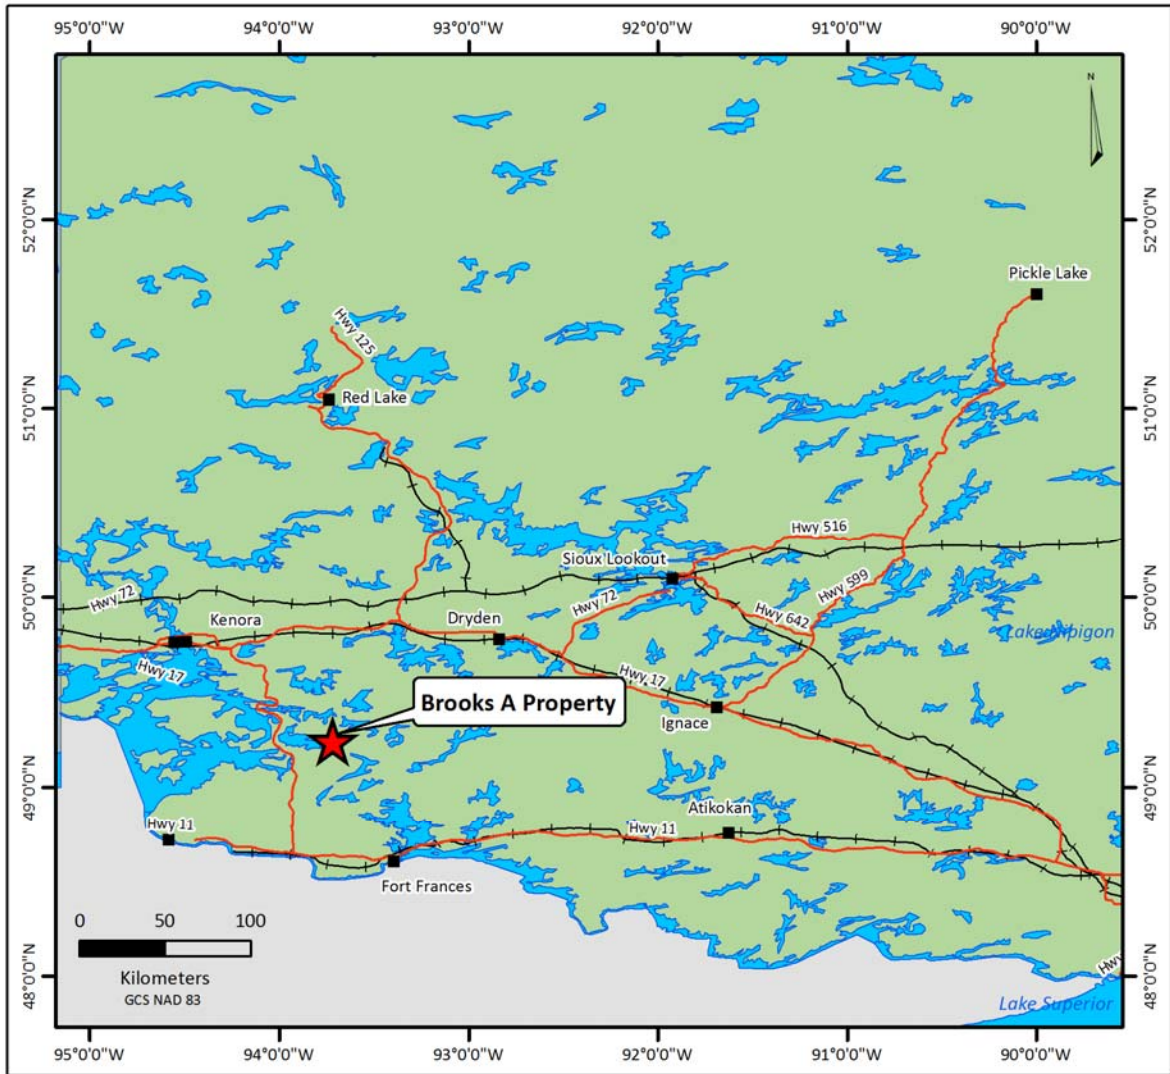 95°0'0"W 94°0'0"W 93°0'0"W 92°0'0"W 91°0'0"W 90°0'0"W
N
52°0'0"N
52°0'0"N
Pickle Lake
Hwy 125
Red Lake
51°0'0"N
51°0'0"N
Hwy 516
Sioux Lookout
Hwy 599
Hwy 72
Hwy 72
50°0'0"N
50°0'0"N
Kenora
Dryden
Hwy 642
Hwy 17
Hwy 17
Brooks A Property
Ignace
49°0'0"N
49°0'0"N
Atikokan
Hwy 11
Hwy 11
Fort Frances
0 50 100
Kilometers
GCS NAD 83
48°0'0"N
48°0'0"N
Hwy
Lake Superior
95°0'0"W 94°0'0"W 93°0'0"W 92°0'0"W 91°0'0"W 90°0'0"W